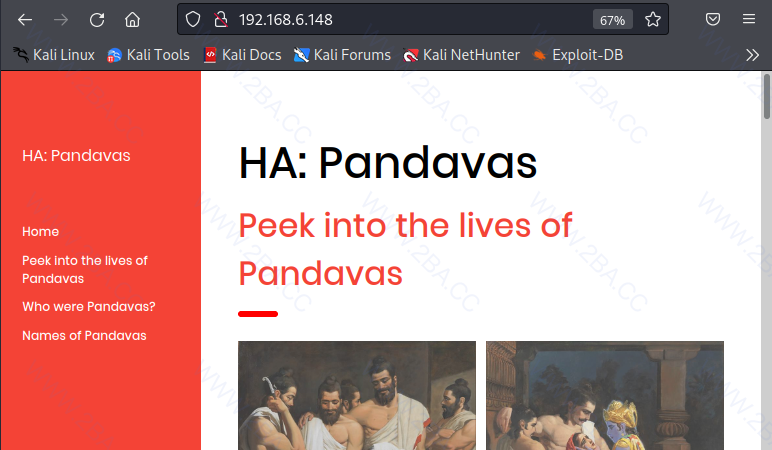 192.168.6.148
67%
Kali Linux
Kali Tools
Kali Docs
Kali Forums
Kali NetHunter
Exploit-DB
HA: Pandavas
Home
Peek into the lives of
Pandavas
Who were Pandavas?
Names of Pandavas
HA: Pandavas
Peek into the lives of
Pandavas
WWW.2BA.CC